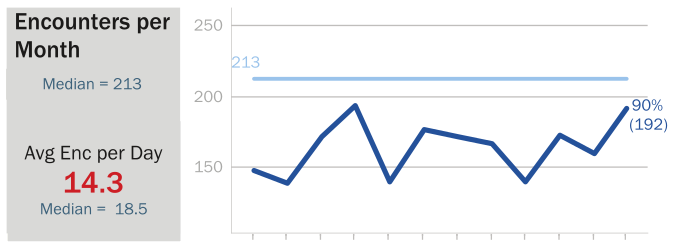 Encounters per
Month
Median = 213
Avg Enc per Day
14.3
Median = 18.5
250
213
200
150
90%
(192)